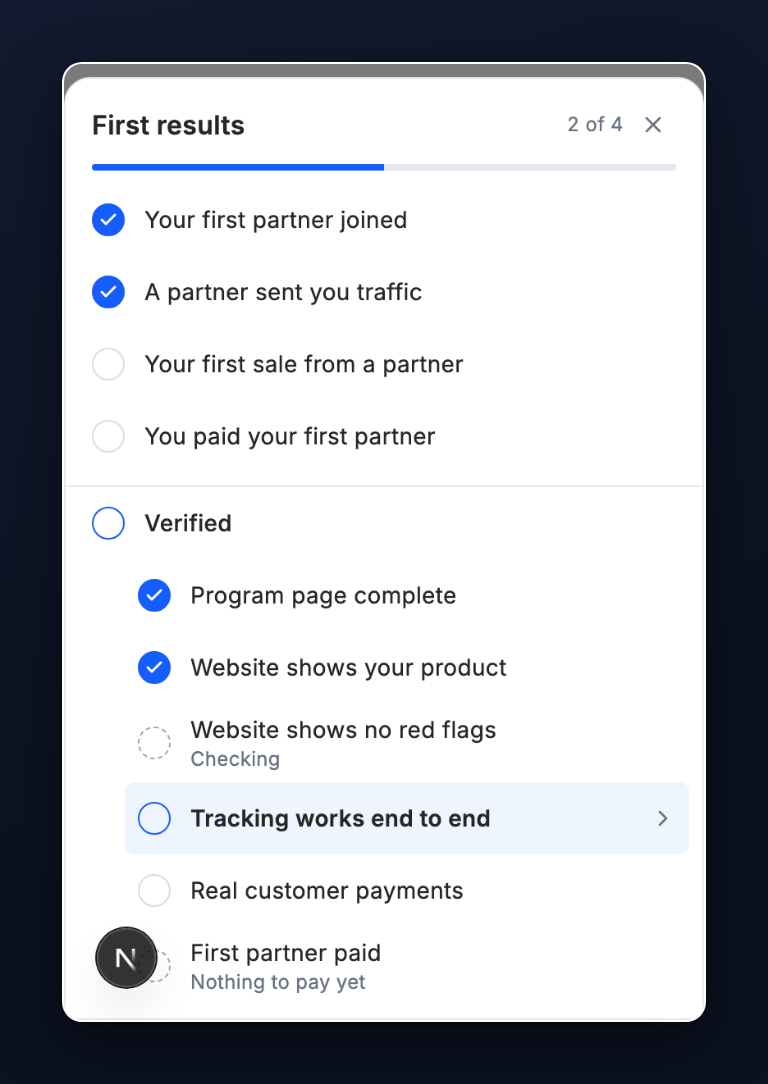 First results
2 of 4
Your first partner joined
A partner sent you traffic
Your first sale from a partner
You paid your first partner
Verified
Program page complete
Website shows your product
Website shows no red flags
Checking
Tracking works end to end
Real customer payments
N
First partner paid
Nothing to pay yet